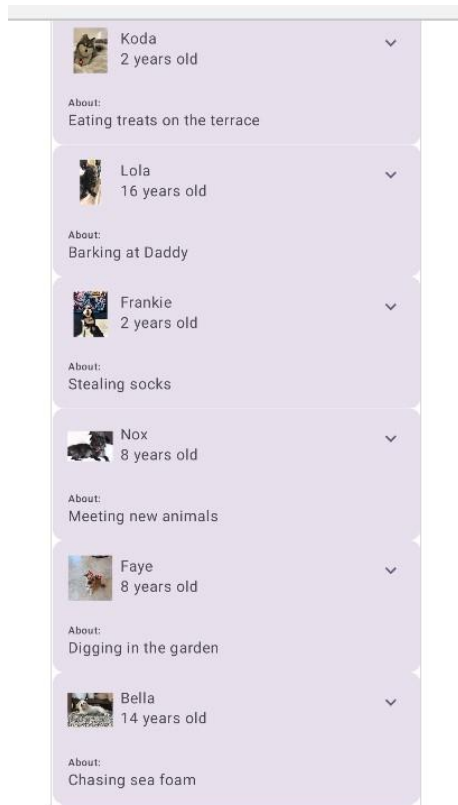 Koda
2 years old
About:
Eating treats on the terrace
Lola
16 years old
About:
Barking at Daddy
Frankie
2 years old
About:
Stealing socks
Nox
8 years old
About:
Meeting new animals
Faye
8 years old
About:
Digging in the garden
Bella
14 years old
About:
Chasing sea foam